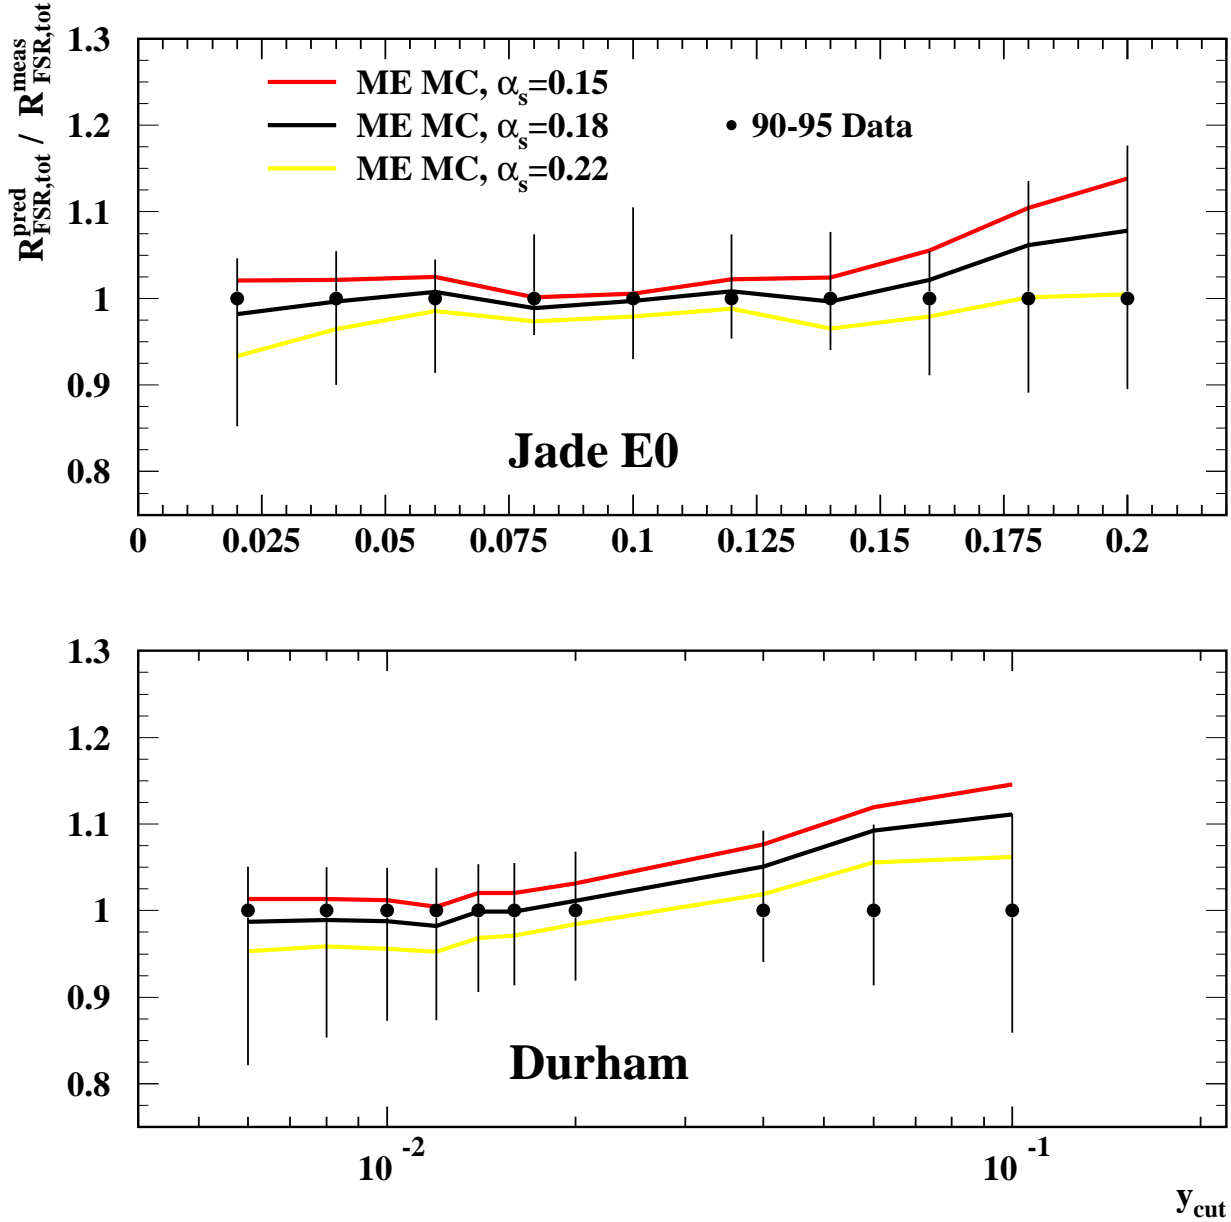 R^pred_FSR,tot / R^meas_FSR,tot
1.3
1.2
1.1
1
0.9
0.8
ME MC, α_s=0.15
ME MC, α_s=0.18
ME MC, α_s=0.22
90-95 Data
Jade E0
0 0.025 0.05 0.075 0.1 0.125 0.15 0.175 0.2
1.3
1.2
1.1
1
0.9
0.8
Durham
10^-2 10^-1
y_cut